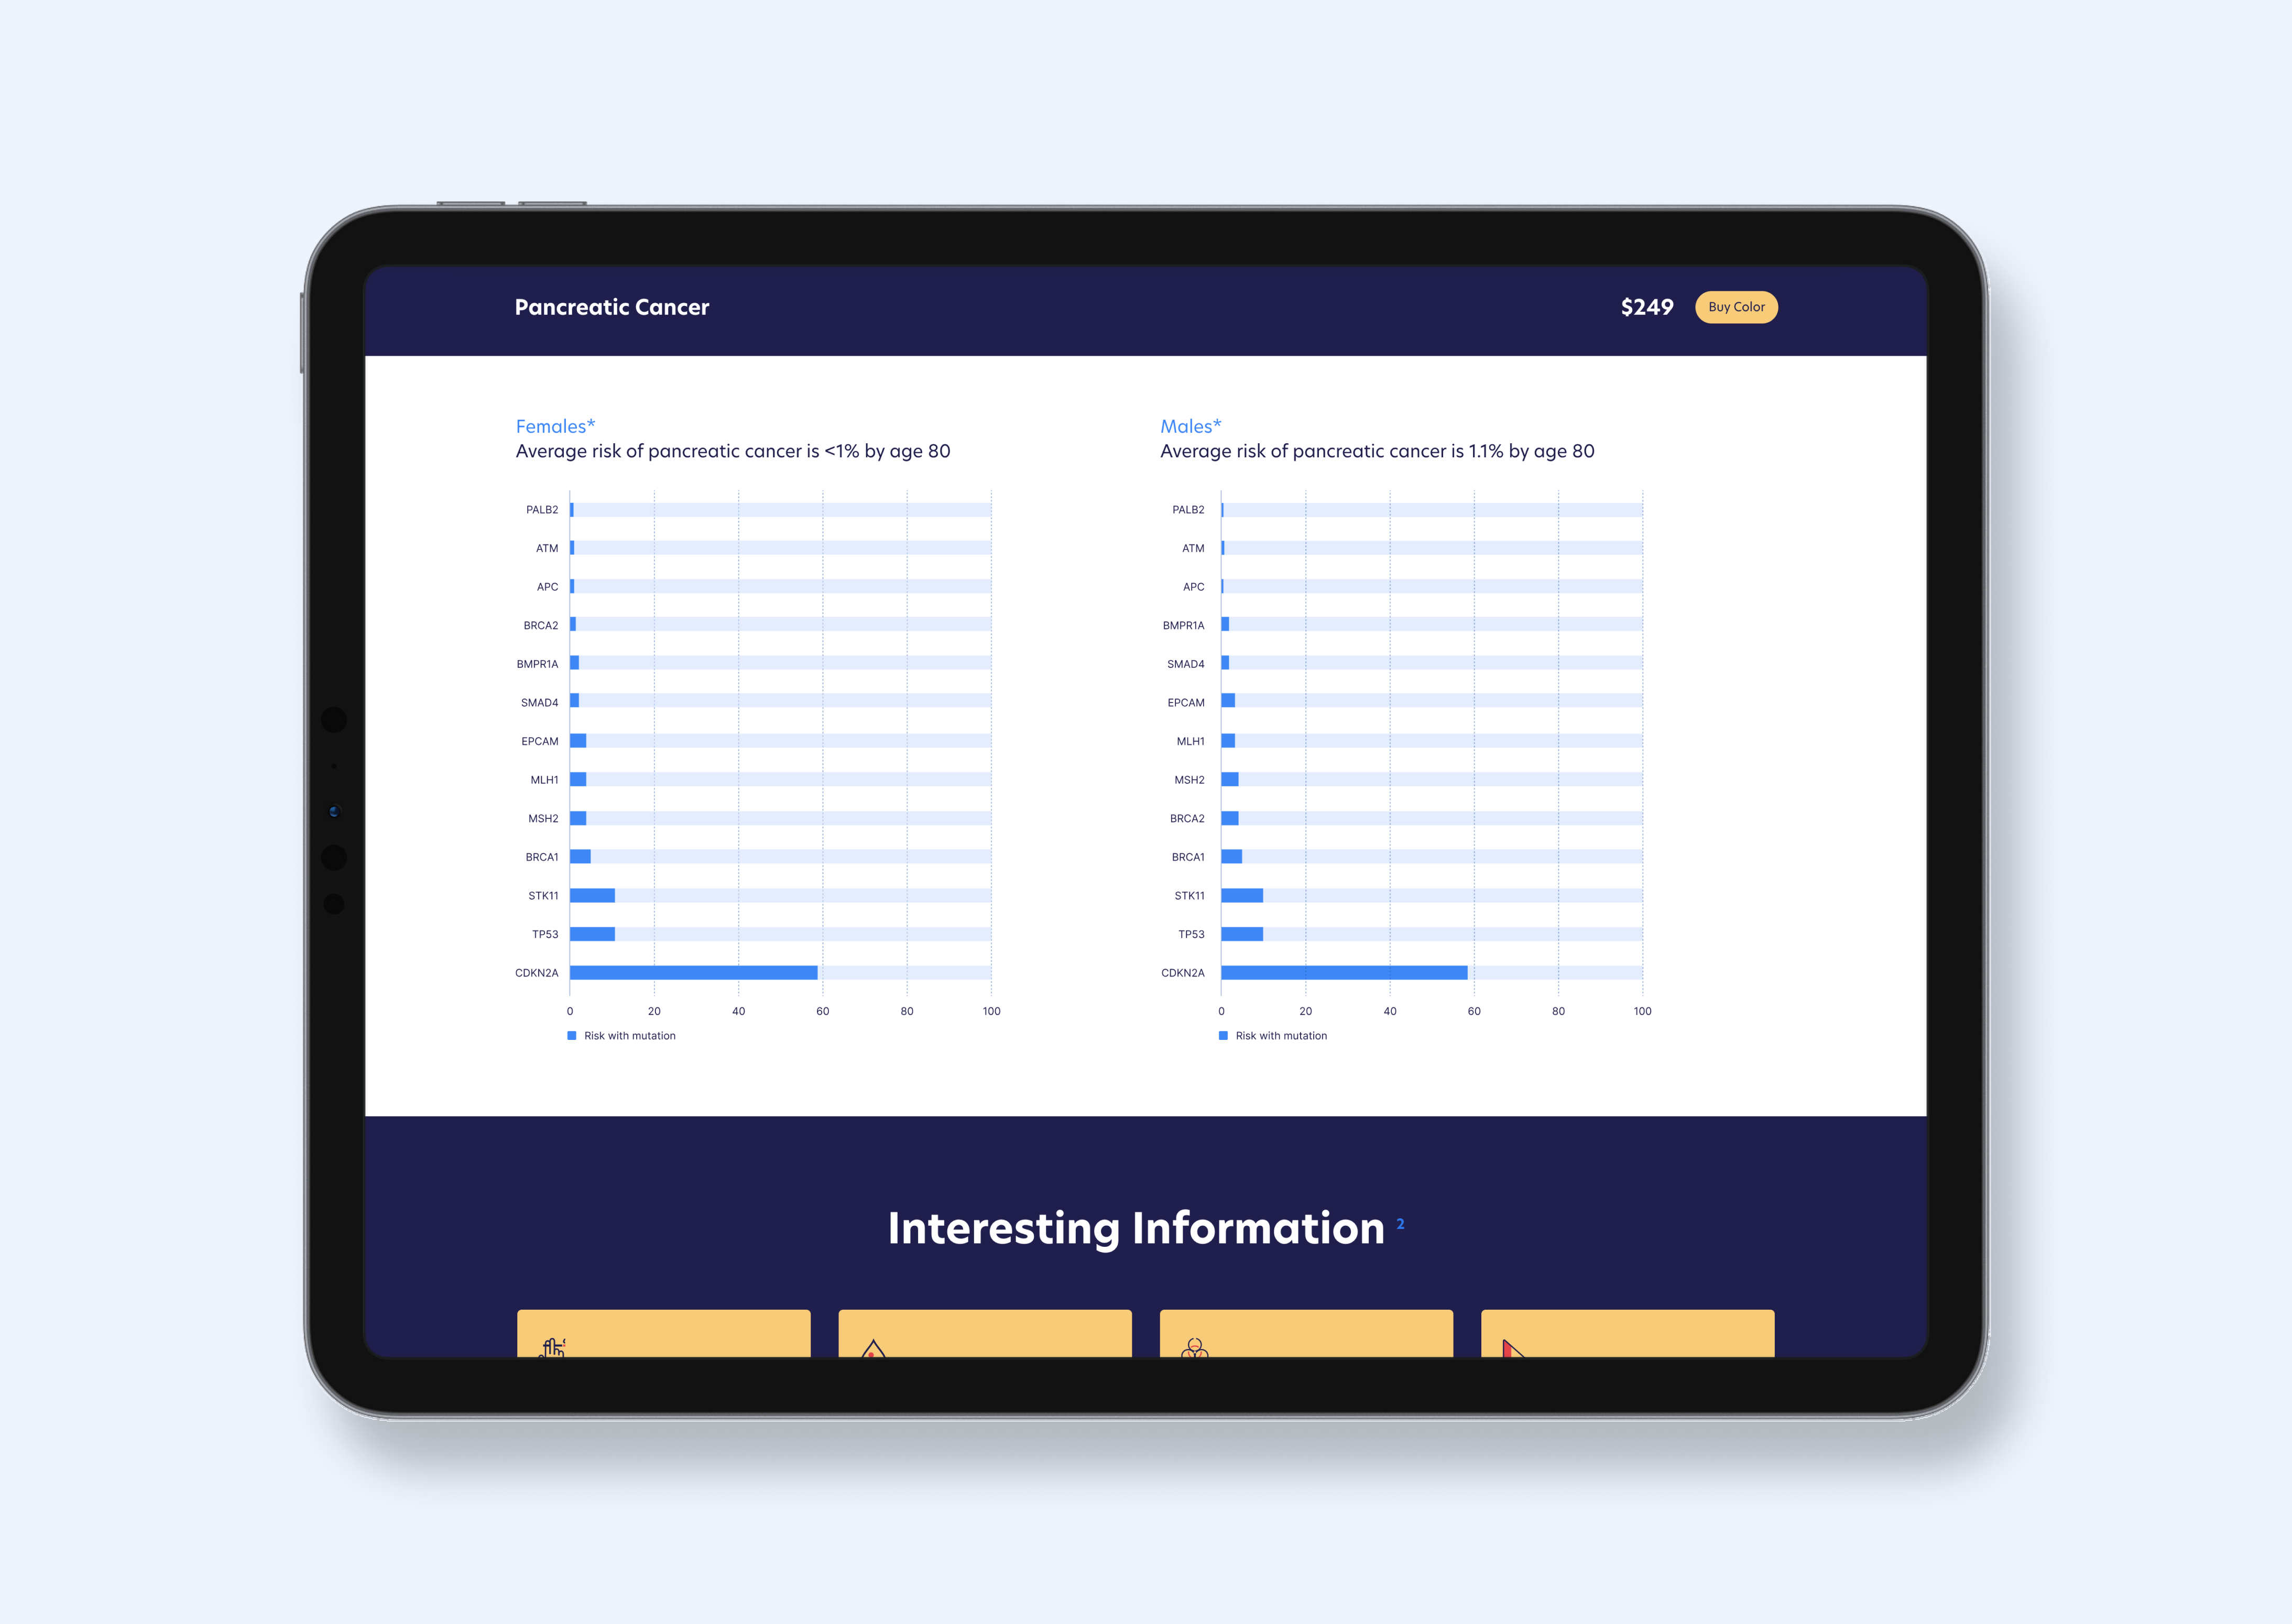 Pancreatic Cancer
$249
Buy Color
Females*
Average risk of pancreatic cancer is <1% by age 80
PALB2
ATM
APC
BRCA2
BMPR1A
SMAD4
EPCAM
MLH1
MSH2
BRCA1
STK11
TP53
CDKN2A
0 20 40 60 80 100
Risk with mutation
Males*
Average risk of pancreatic cancer is 1.1% by age 80
PALB2
ATM
APC
BMPR1A
SMAD4
EPCAM
MLH1
MSH2
BRCA2
BRCA1
STK11
TP53
CDKN2A
0 20 40 60 80 100
Risk with mutation
Interesting Information 2